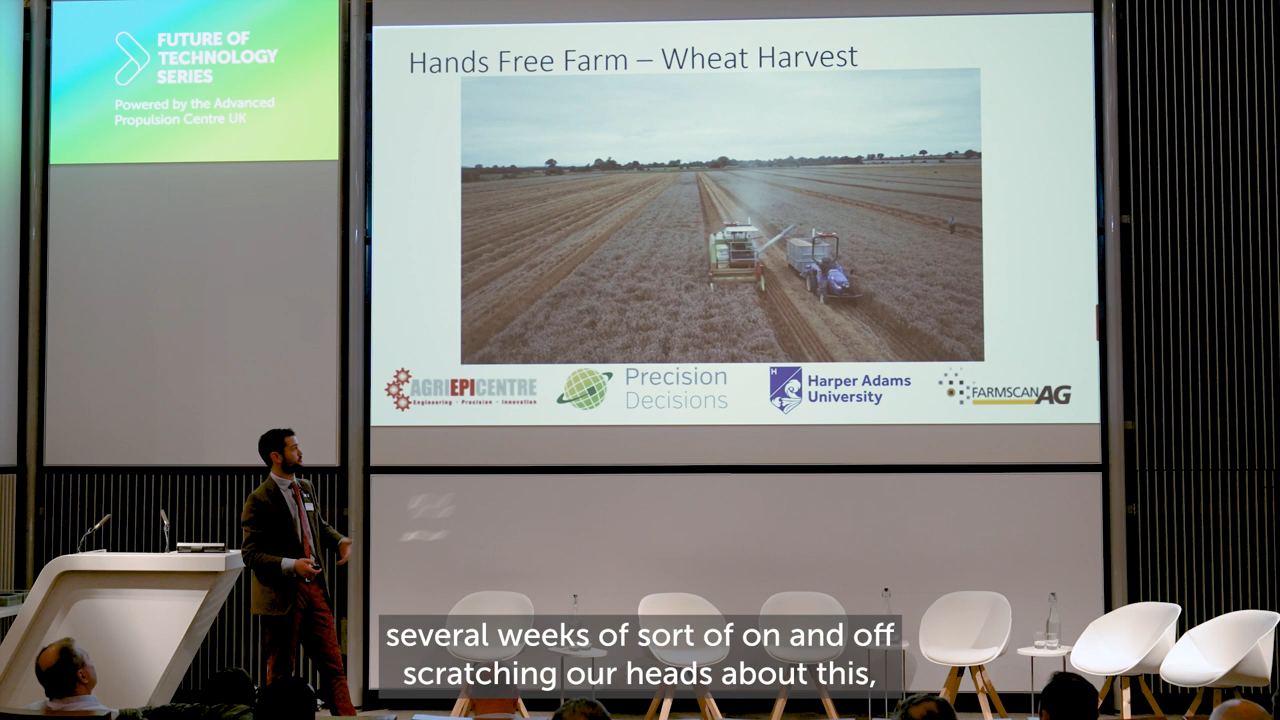 FUTURE OF
TECHNOLOGY
SERIES
Powered by the Advanced
Propulsion Centre UK
Hands Free Farm – Wheat Harvest
AGRIEPICENTRE
Engineering - Precision - Innovation
Precision
Decisions
H
Harper Adams
University
FARMSCANAG
several weeks of sort of on and off
scratching our heads about this,